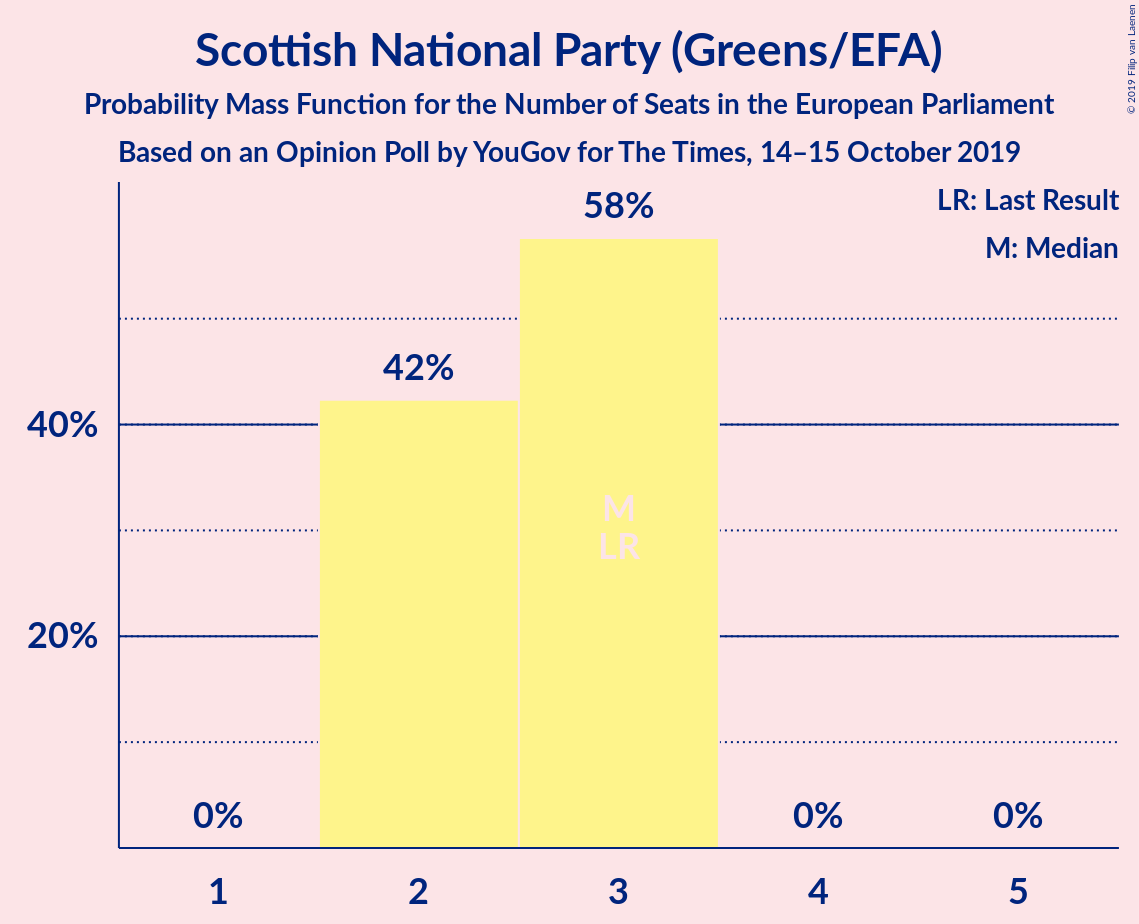 Scottish National Party (Greens/EFA)
Probability Mass Function for the Number of Seats in the European Parliament
Based on an Opinion Poll by YouGov for The Times, 14–15 October 2019
© 2019 Filip van Laenen
LR: Last Result
M: Median
58%
42%
40%
M
LR
20%
0%
0%
0%
1
2
3
4
5